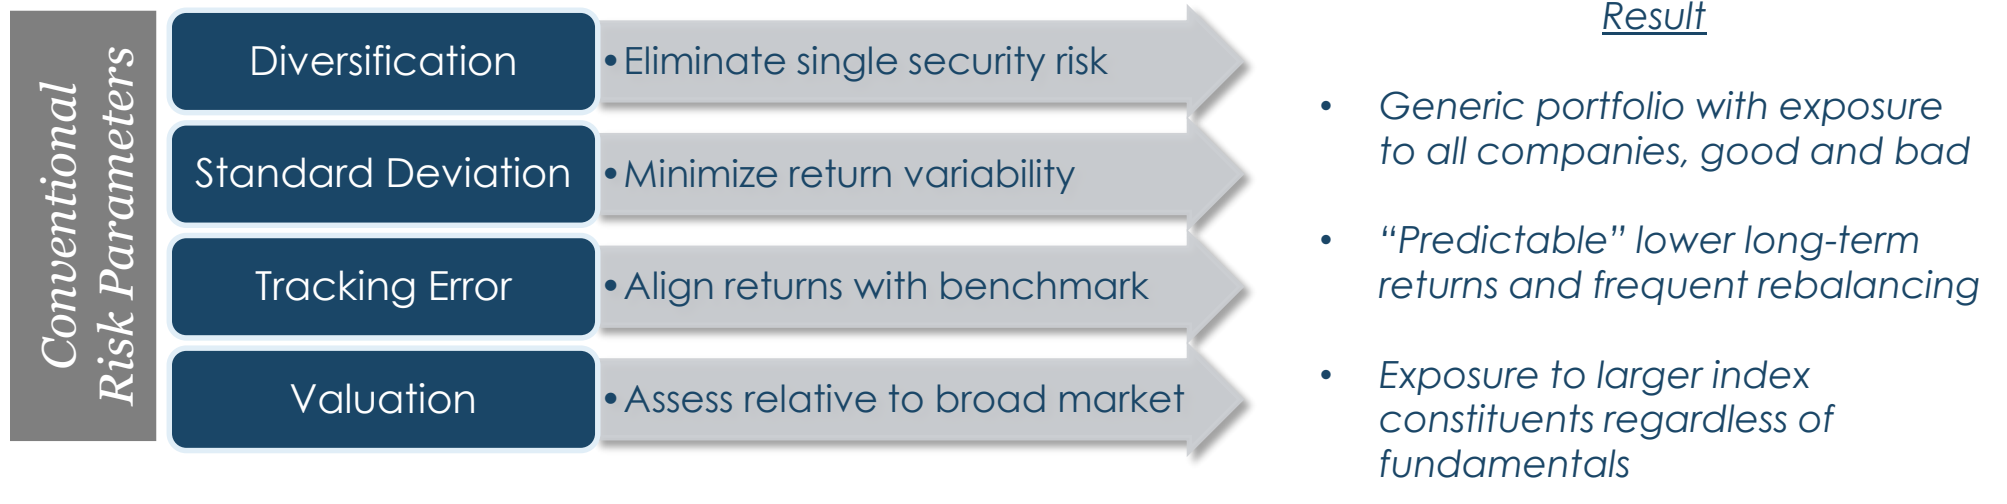 Conventional
Risk Parameters
Diversification
•Eliminate single security risk
Standard Deviation
•Minimize return variability
Tracking Error
•Align returns with benchmark
Valuation
•Assess relative to broad market
Result
• Generic portfolio with exposure
to all companies, good and bad
• “Predictable” lower long-term
returns and frequent rebalancing
• Exposure to larger index
constituents regardless of
fundamentals